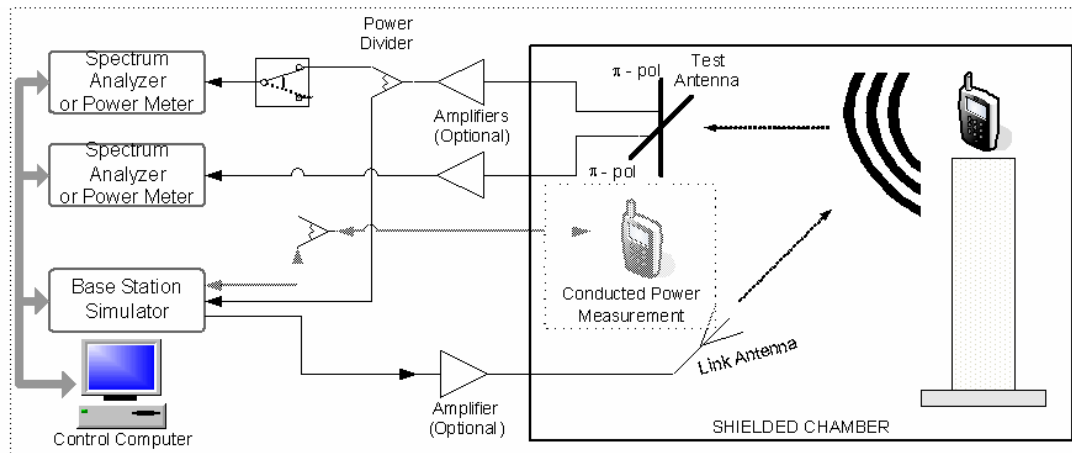 Power
Divider
Spectrum
Analyzer
or Power Meter
π - pol
Test
Antenna
Amplifiers
(Optional)
Spectrum
Analyzer
or Power Meter
π - pol
Base Station
Simulator
Conducted Power
Measurement
Link Antenna
Amplifier
(Optional)
Control Computer
SHIELDED CHAMBER